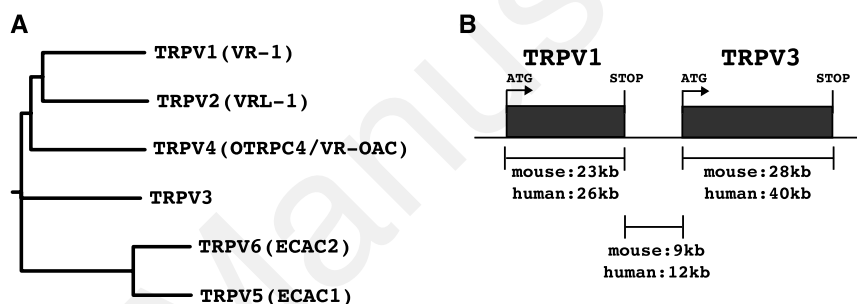 A
TRPV1(VR-1)
TRPV2(VRL-1)
TRPV4(OTRPC4/VR-OAC)
TRPV3
TRPV6(ECAC2)
TRPV5(ECAC1)
B
TRPV1 TRPV3
ATG STOP ATG STOP
mouse:23kb mouse:28kb
human:26kb human:40kb
mouse:9kb
human:12kb
Manus